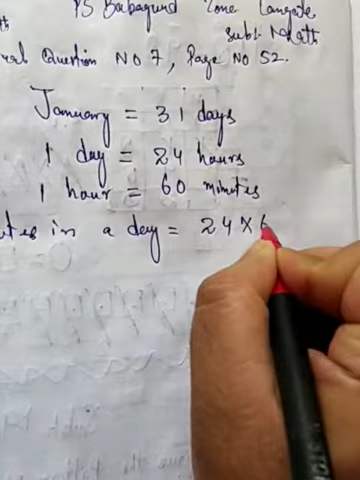 PS Babagund Zone Langate
Sub:- Math
Question No 7, Page No 52.
January = 31 days
1 day = 24 hours
1 hour = 60 minutes
in a day = 24 × 6